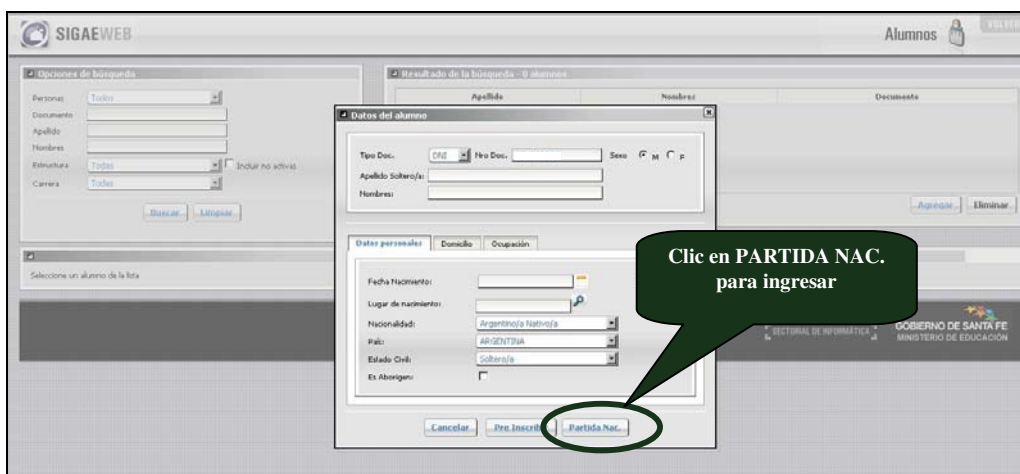 SIGAEWEB
Alumnos
VOLVER
Opciones de búsqueda
Personas Todos
Documento
Apellido
Nombres
Estructura Todas Incluir no activas
Carrera Todas
Buscar Limpiar
Resultado de la búsqueda - 0 alumnos
Apellido Nombres Documento
Agregar Eliminar
Seleccione un alumno de la lista
Datos del alumno
Tipo Doc. DNI Nro Doc. Sexo M F
Apellido Soltero/a:
Nombres:
Datos personales Domicilio Ocupación
Fecha Nacimiento:
Lugar de nacimiento:
Nacionalidad: Argentino/a Nativo/a
País: ARGENTINA
Estado Civil: Soltero/a
Es Aborigen:
Cancelar Pre.Inscribir Partida Nac.
Clic en PARTIDA NAC.
para ingresar
SECTORIAL DE INFORMÁTICA
GOBIERNO DE SANTA FE
MINISTERIO DE EDUCACIÓN